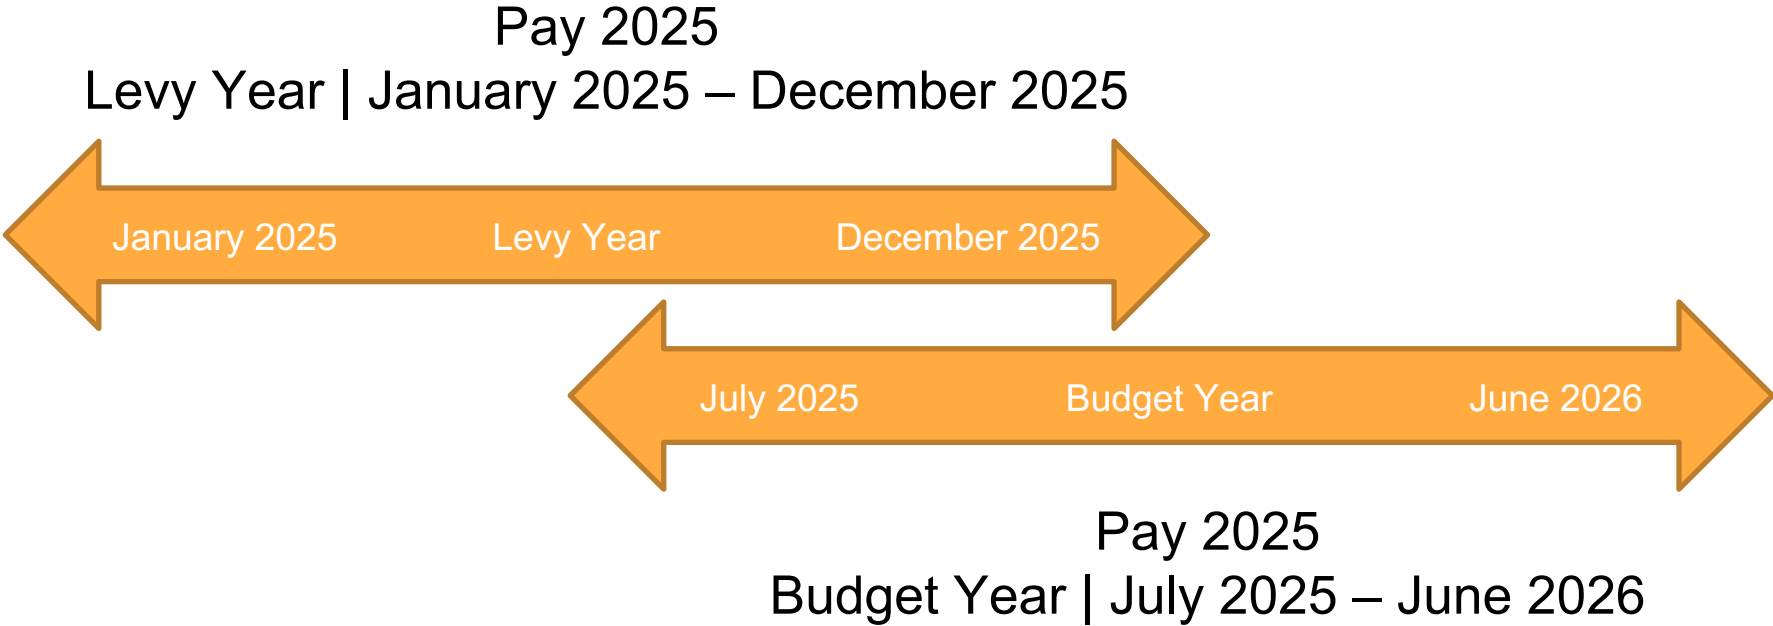 Pay 2025
Levy Year | January 2025 – December 2025
January 2025 Levy Year December 2025
July 2025 Budget Year June 2026
Pay 2025
Budget Year | July 2025 – June 2026